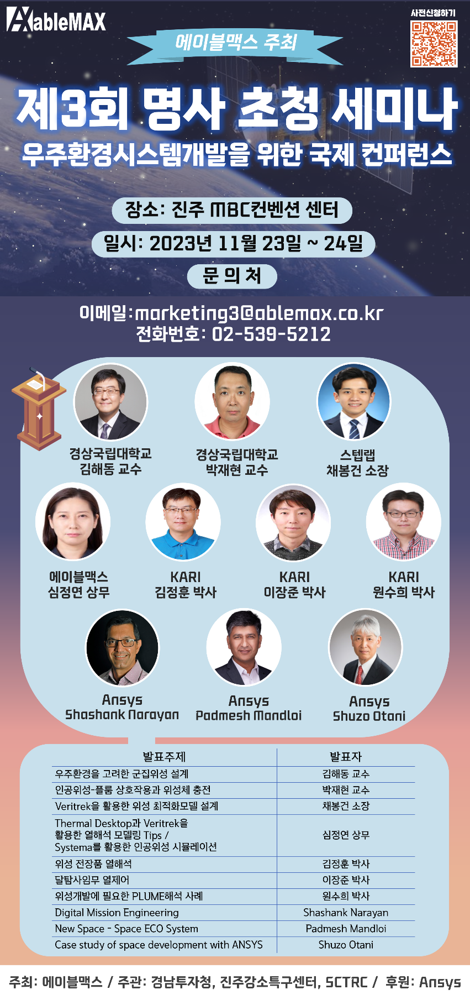 ableMAX
사전신청하기
에이블맥스 주최
제3회 명사 초청 세미나
우주환경시스템개발을 위한 국제 컨퍼런스
장소: 진주 MBC컨벤션 센터
일시: 2023년 11월 23일 ~ 24일
문 의 처
이메일:marketing3@ablemax.co.kr
전화번호: 02-539-5212
경상국립대학교
김해동 교수
경상국립대학교
박재현 교수
스텝랩
채봉건 소장
에이블맥스
심정연 상무
KARI
김정훈 박사
KARI
이장준 박사
KARI
원수희 박사
Ansys
Shashank Narayan
Ansys
Padmesh Mandloi
Ansys
Shuzo Otani
발표주제 발표자
우주환경을 고려한 군집위성 설계 김해동 교수
인공위성-플룸 상호작용과 위성체 충전 박재현 교수
Veritrek을 활용한 위성 최적화모델 설계 채봉건 소장
Thermal Desktop과 Veritrek을
활용한 열해석 모델링 Tips / 심정연 상무
Systema를 활용한 인공위성 시뮬레이션
위성 전장품 열해석 김정훈 박사
달탐사임무 열제어 이장준 박사
위성개발에 필요한 PLUME해석 사례 원수희 박사
Digital Mission Engineering Shashank Narayan
New Space - Space ECO System Padmesh Mandloi
Case study of space development with ANSYS Shuzo Otani
주최: 에이블맥스 / 주관: 경남투자청, 진주강소특구센터, SCTRC / 후원: Ansys